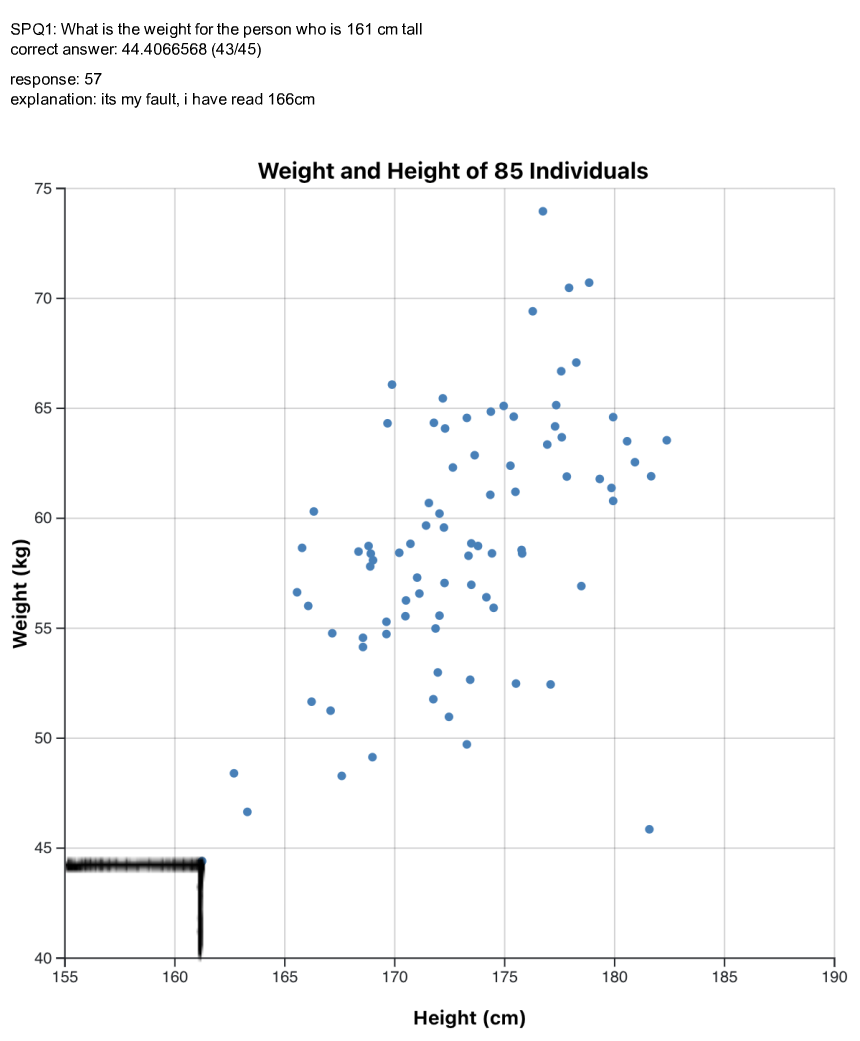 SPQ1: What is the weight for the person who is 161 cm tall
correct answer: 44.4066568 (43/45)
response: 57
explanation: its my fault, i have read 166cm
Weight and Height of 85 Individuals
75
70
65
60
55
50
45
40
Weight (kg)
155 160 165 170 175 180 185 190
Height (cm)